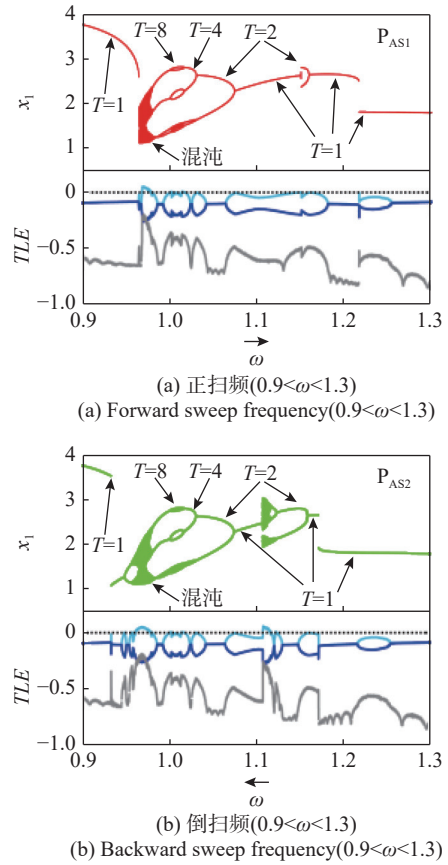 4
T=8
T=4
T=2
P_AS1
3
x₁
T=1
2
T=1
1
混沌
0
TLE
−0.5
−1.0
0.9 1.0 1.1 1.2 1.3
ω
(a) 正扫频(0.9<ω<1.3)
(a) Forward sweep frequency(0.9<ω<1.3)
4
T=8
T=4
T=2
P_AS2
3
x₁
T=1
2
T=1
1
混沌
0
TLE
−0.5
−1.0
0.9 1.0 1.1 1.2 1.3
ω
(b) 倒扫频(0.9<ω<1.3)
(b) Backward sweep frequency(0.9<ω<1.3)